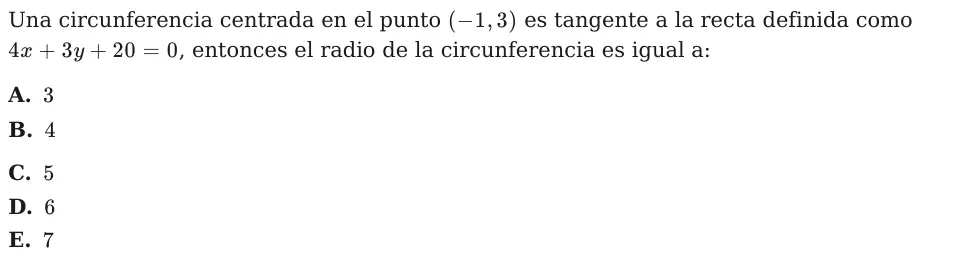 Una circunferencia centrada en el punto (−1, 3) es tangente a la recta definida como
4x + 3y + 20 = 0, entonces el radio de la circunferencia es igual a:
A. 3
B. 4
C. 5
D. 6
E. 7